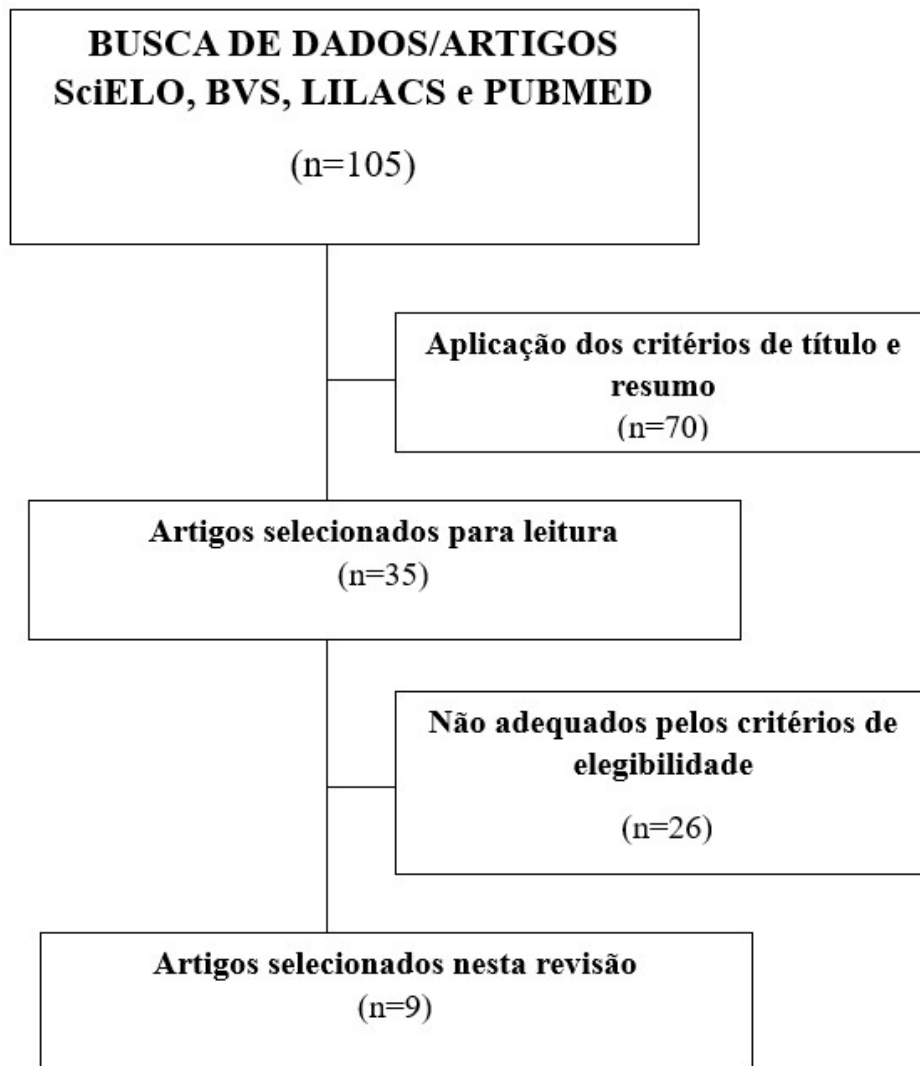 BUSCA DE DADOS/ARTIGOS
SciELO, BVS, LILACS e PUBMED
(n=105)
Aplicação dos critérios de título e
resumo
(n=70)
Artigos selecionados para leitura
(n=35)
Não adequados pelos critérios de
elegibilidade
(n=26)
Artigos selecionados nesta revisão
(n=9)